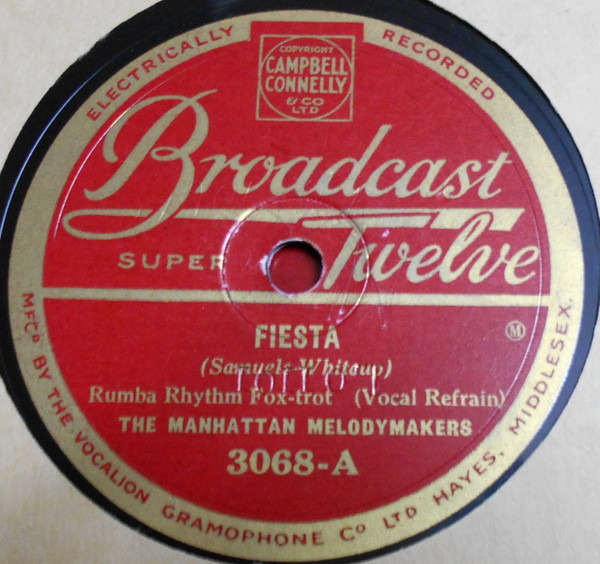 ELECTRICALLY RECORDED
COPYRIGHT
CAMPBELL
CONNELLY
& CO
LTD
Broadcast
SUPER Twelve
FIESTA
M
(Samuels-Whitcup)
Rumba Rhythm Fox-trot (Vocal Refrain)
THE MANHATTAN MELODYMAKERS
3068-A
MFCD BY THE VOCALION GRAMOPHONE CO LTD HAYES, MIDDLESEX.